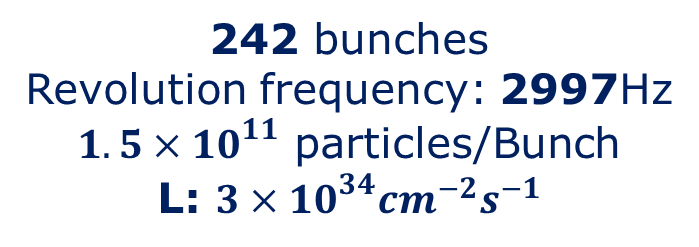 242 bunches
Revolution frequency: 2997Hz
1.5 × 10¹¹ particles/Bunch
L: 3 × 10³⁴cm⁻²s⁻¹